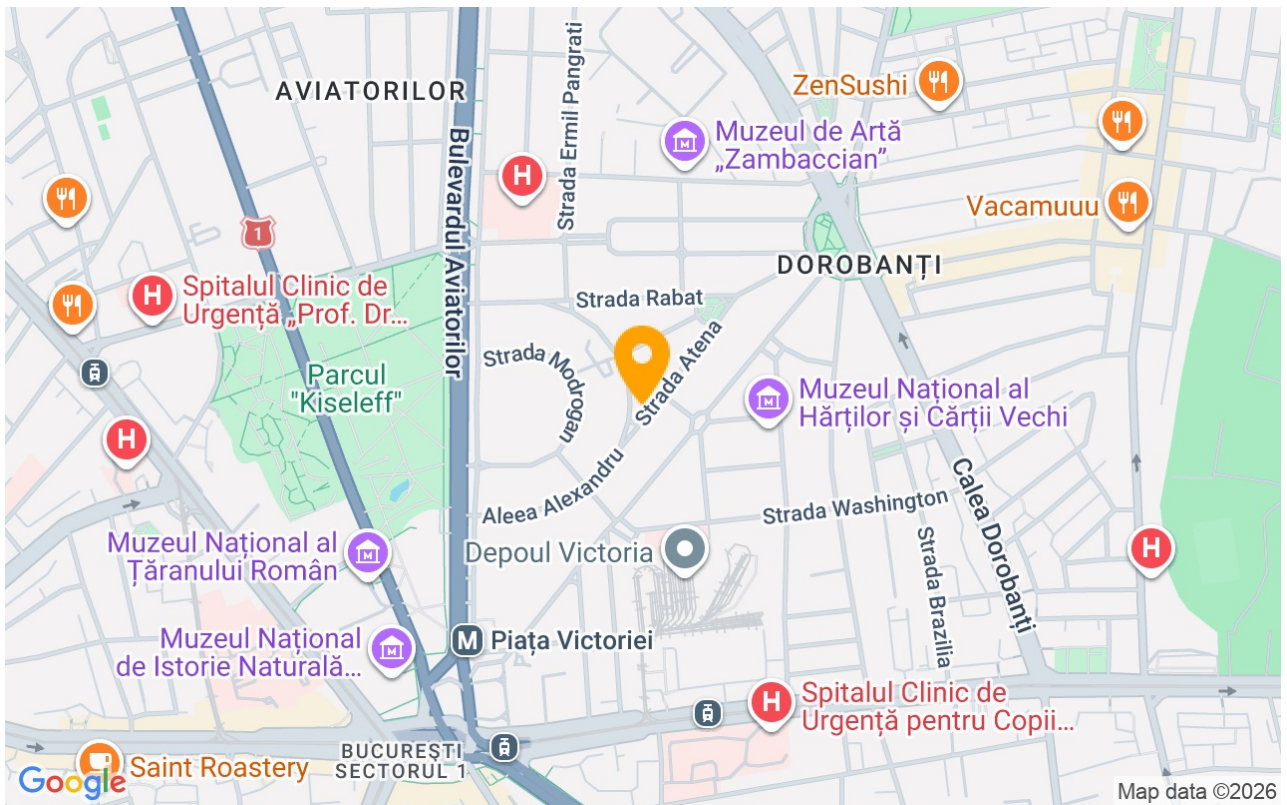 AVIATORILOR
Strada Ermil Pangrati
ZenSushi
Muzeul de Artă
„Zambaccian”
Bulevardul Aviatorilor
H
Vacamuuu
1
DOROBANȚI
H
Spitalul Clinic de
Urgență „Prof. Dr...
Strada Rabat
Strada Modrogan
Strada Atena
Parcul
"Kiseleff"
Muzeul Național al
Hărților și Cărții Vechi
H
Aleea Alexandru
Strada Washington
Calea Dorobanți
Muzeul Național al
Țăranului Român
Depoul Victoria
H
Strada Brazilia
Muzeul Național
de Istorie Naturală...
M
Piața Victoriei
H
Spitalul Clinic de
Urgență pentru Copii...
BUCUREȘTI
SECTORUL 1
Saint Roastery
Google
Map data ©2026